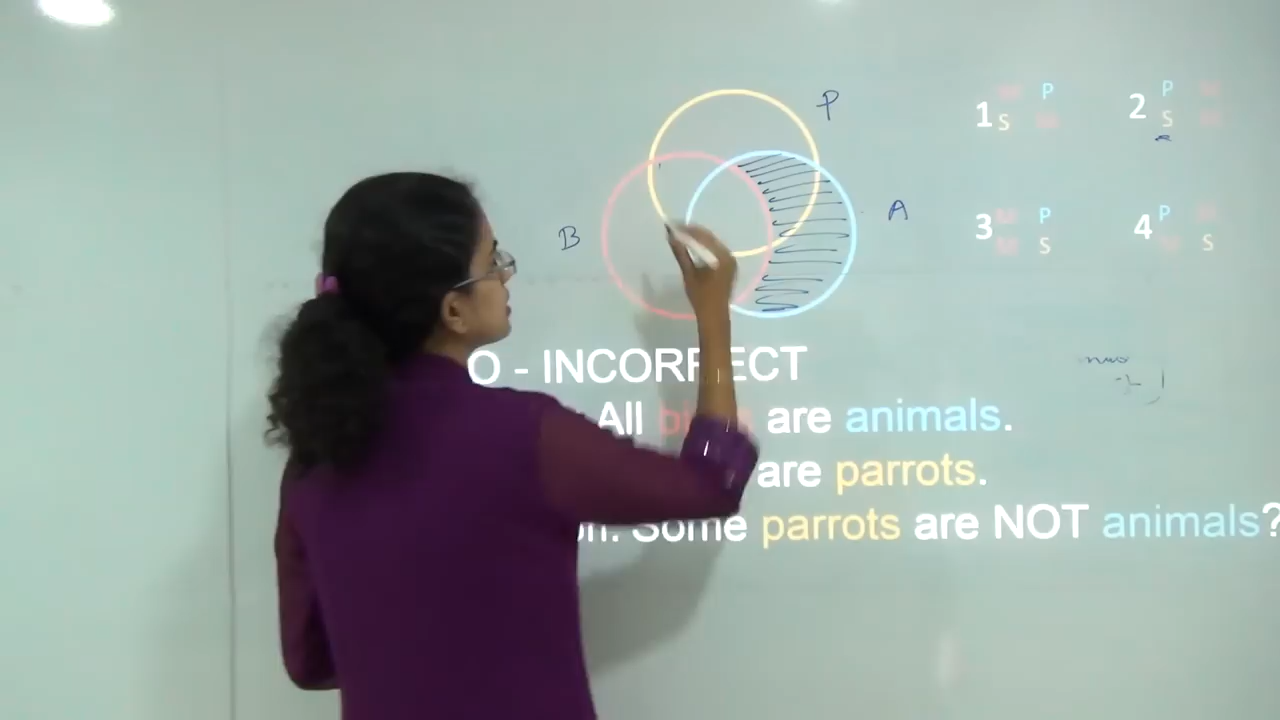 P
B
A
1 P
S
2 P
S
3 P
S
4 P
S
O - INCORRECT
All are animals.
are parrots.
Some parrots are NOT animals?